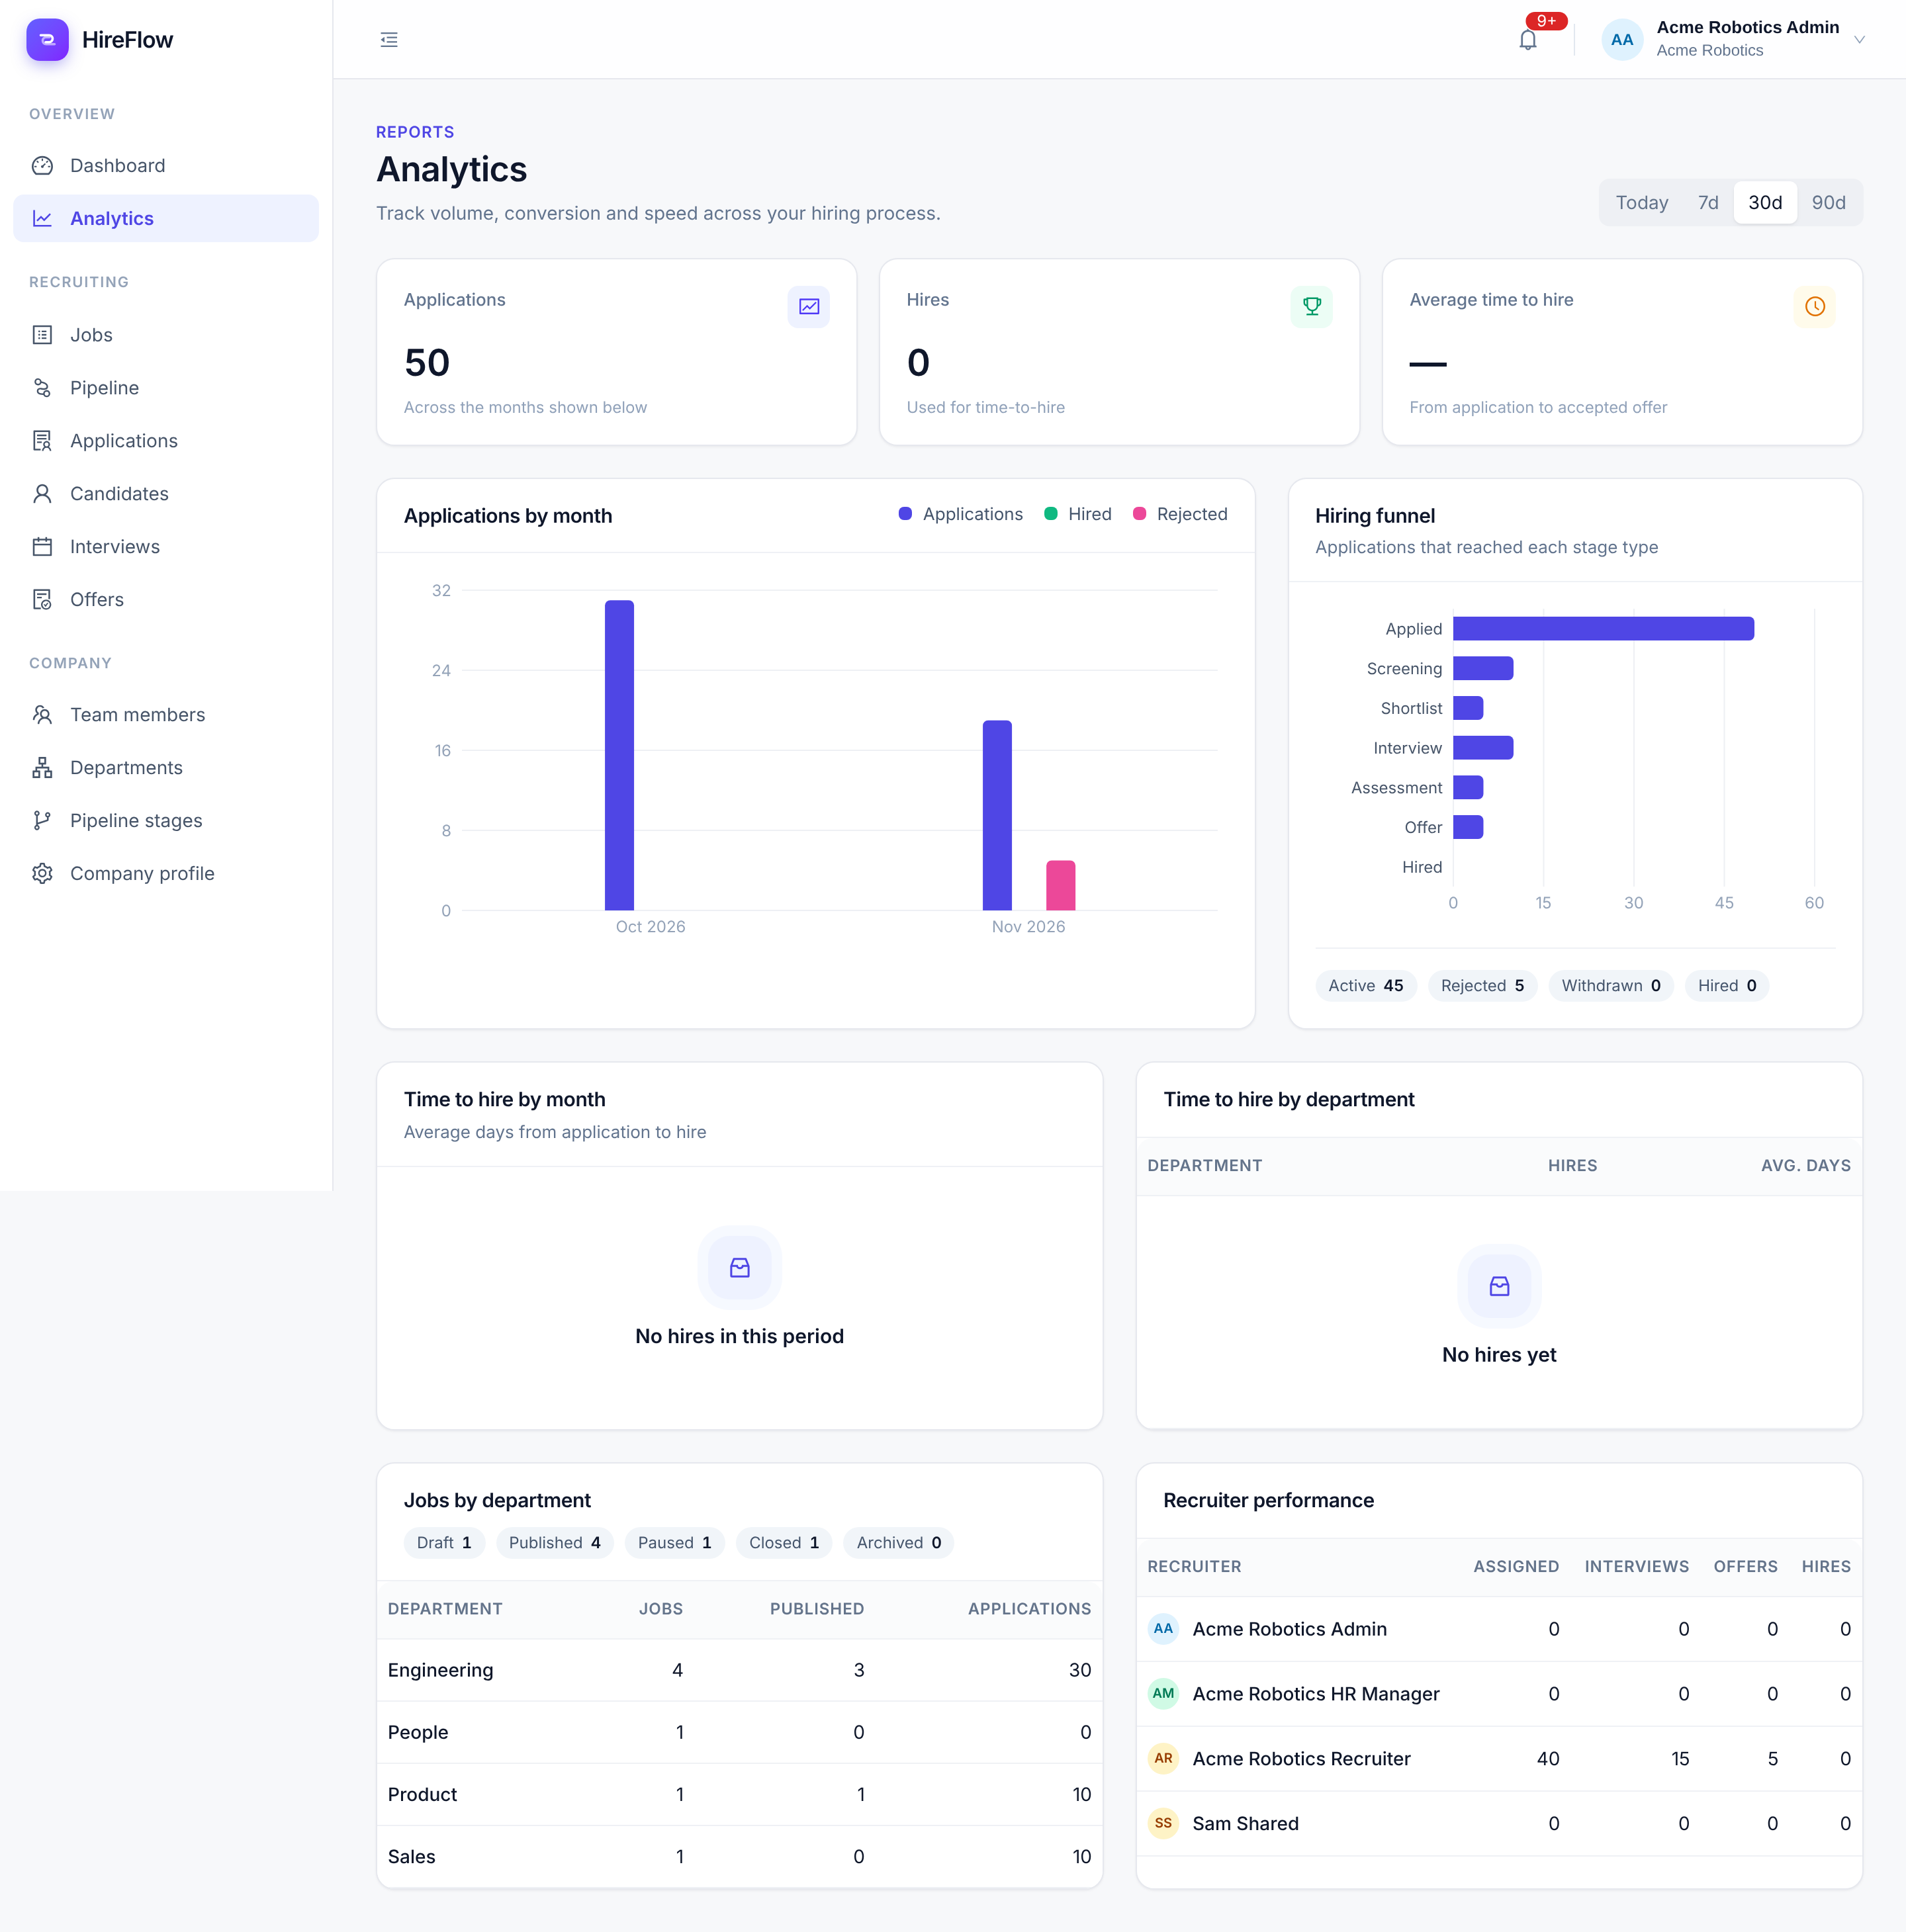 HireFlow
9+
AA
Acme Robotics Admin
Acme Robotics
OVERVIEW
Dashboard
Analytics
RECRUITING
Jobs
Pipeline
Applications
Candidates
Interviews
Offers
COMPANY
Team members
Departments
Pipeline stages
Company profile
REPORTS
Analytics
Track volume, conversion and speed across your hiring process.
Today 7d 30d 90d
Applications
50
Across the months shown below
Hires
0
Used for time-to-hire
Average time to hire
—
From application to accepted offer
Applications by month
Applications Hired Rejected
32
24
16
8
0
Oct 2026 Nov 2026
Hiring funnel
Applications that reached each stage type
Applied
Screening
Shortlist
Interview
Assessment
Offer
Hired
0 15 30 45 60
Active 45 Rejected 5 Withdrawn 0 Hired 0
Time to hire by month
Average days from application to hire
No hires in this period
Time to hire by department
DEPARTMENT HIRES AVG. DAYS
No hires yet
Jobs by department
Draft 1 Published 4 Paused 1 Closed 1 Archived 0
DEPARTMENT JOBS PUBLISHED APPLICATIONS
Engineering 4 3 30
People 1 0 0
Product 1 1 10
Sales 1 0 10
Recruiter performance
RECRUITER ASSIGNED INTERVIEWS OFFERS HIRES
AA Acme Robotics Admin 0 0 0 0
AM Acme Robotics HR Manager 0 0 0 0
AR Acme Robotics Recruiter 40 15 5 0
SS Sam Shared 0 0 0 0